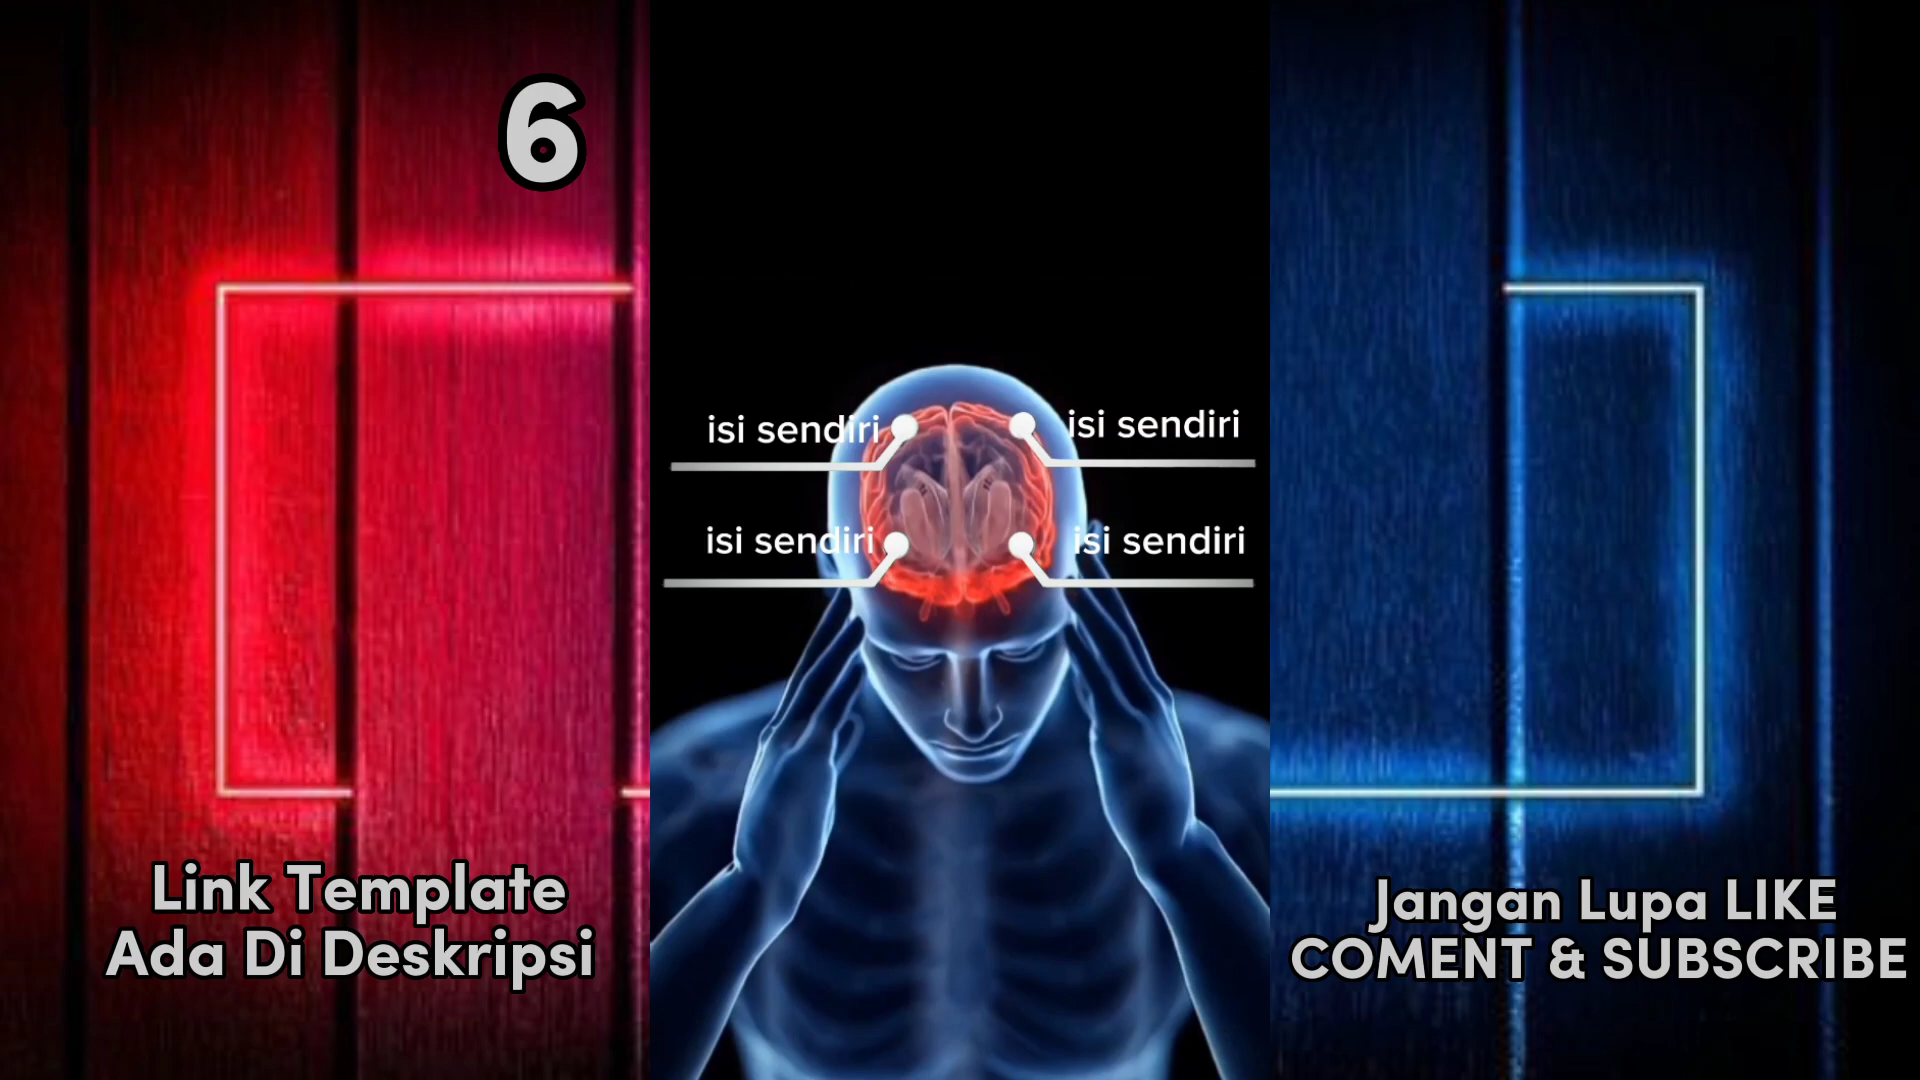 6
isi sendiri
isi sendiri
isi sendiri
isi sendiri
Link Template
Ada Di Deskripsi
Jangan Lupa LIKE
COMENT & SUBSCRIBE